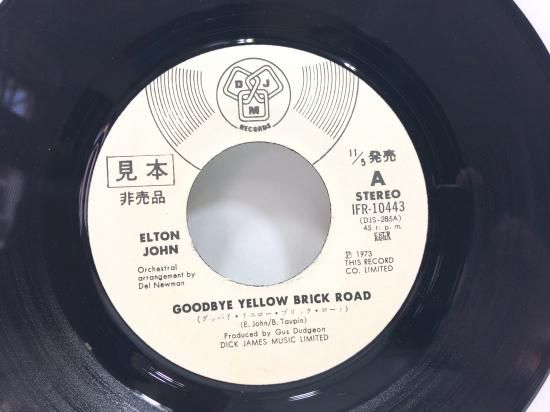 DJM
RECORDS
見本
非売品
11/5 発売
A
STEREO
IFR-10443
(DJS-285A)
45 r.p.m.
ELTON
JOHN
Orchestral
arrangement by
Del Newman
℗ 1973
THIS RECORD
CO. LIMITED
GOODBYE YELLOW BRICK ROAD
(グッバイ・イエロー・ブリック・ロード)
(E. John/B. Taupin)
Produced by Gus Dudgeon
DICK JAMES MUSIC LIMITED